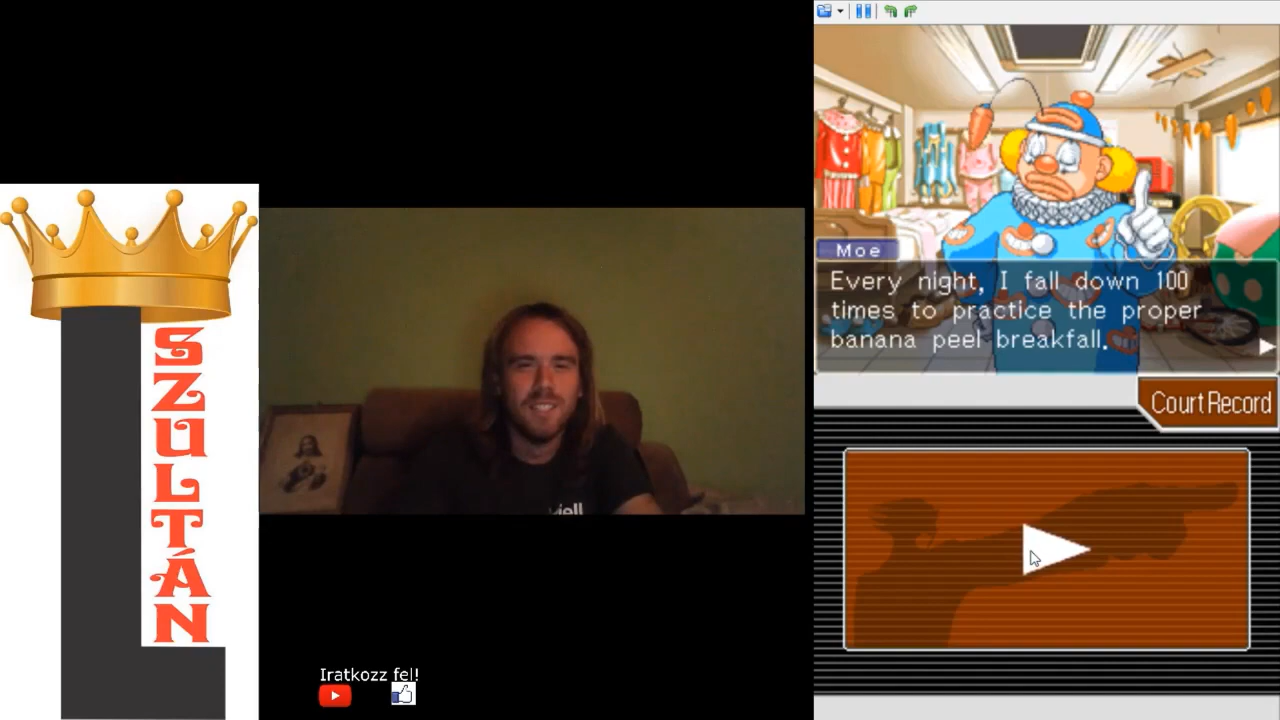 L
SZULTÁN
Iratkozz fel!
Moe
Every night, I fall down 100
times to practice the proper
banana peel breakfall.
Court Record